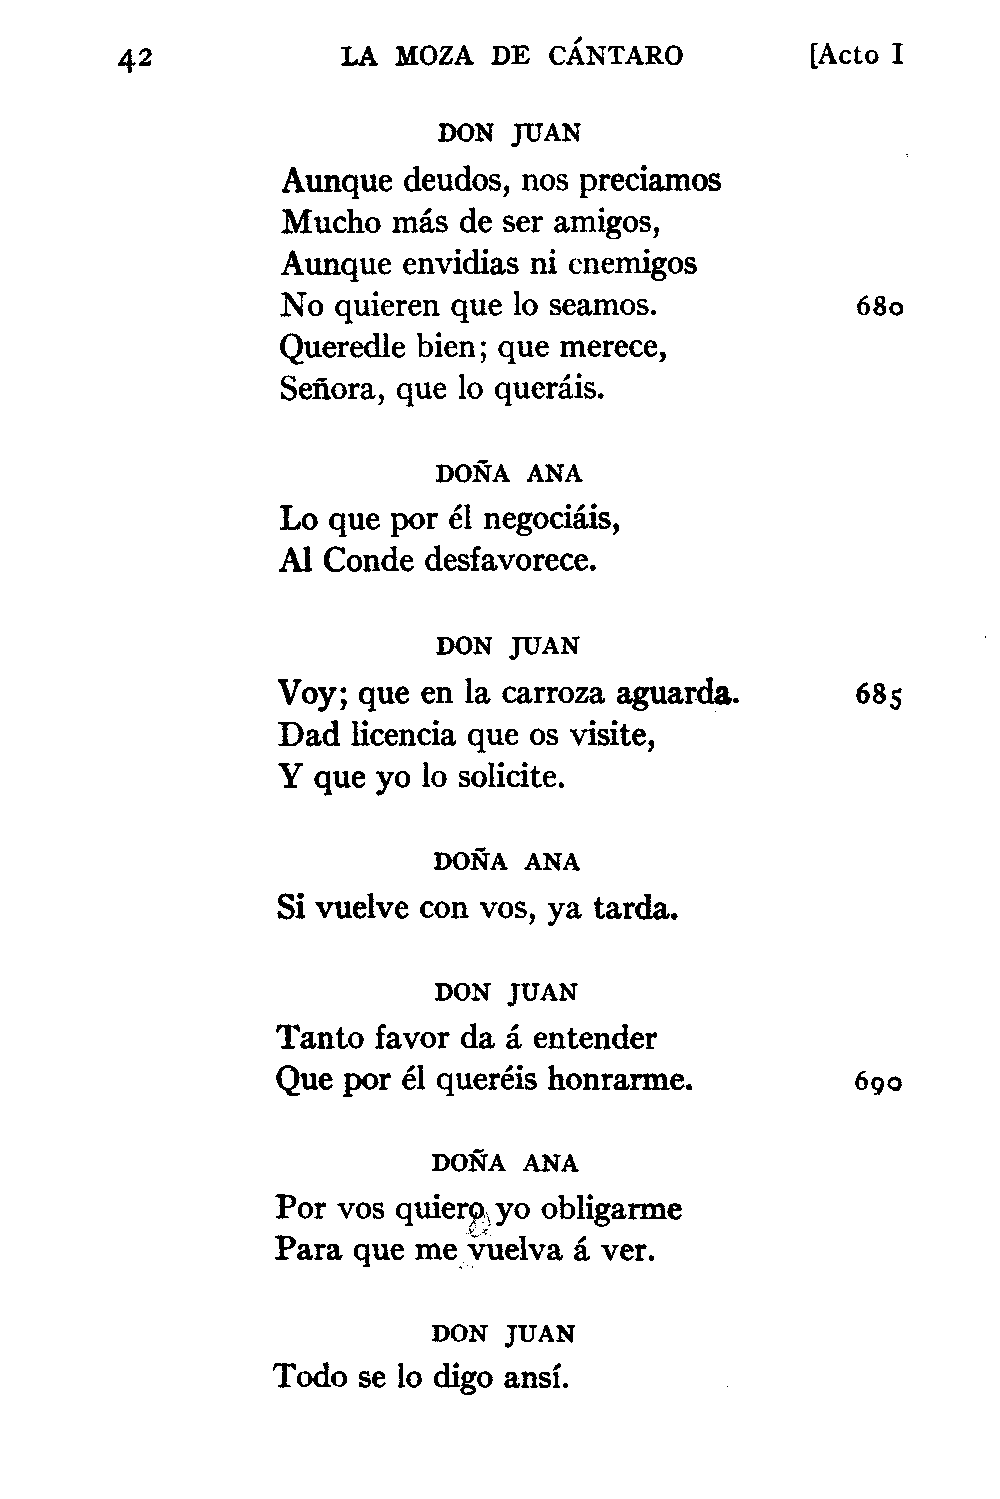 42 LA MOZA DE CÁNTARO [Acto I
DON JUAN
Aunque deudos, nos preciamos
Mucho más de ser amigos,
Aunque envidias ni enemigos
No quieren que lo seamos. 680
Queredle bien; que merece,
Señora, que lo queráis.
DOÑA ANA
Lo que por él negociáis,
Al Conde desfavorece.
DON JUAN
Voy; que en la carroza aguarda. 685
Dad licencia que os visite,
Y que yo lo solicite.
DOÑA ANA
Si vuelve con vos, ya tarda.
DON JUAN
Tanto favor da á entender
Que por él queréis honrarme. 690
DOÑA ANA
Por vos quiero yo obligarme
Para que me vuelva á ver.
DON JUAN
Todo se lo digo ansí.